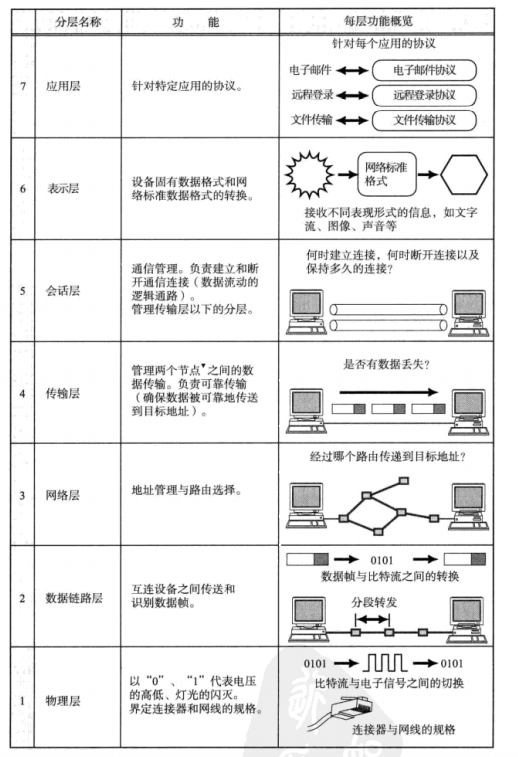 分层名称 功 能 每层功能概览
7 应用层 针对特定应用的协议。
针对每个应用的协议
电子邮件 电子邮件协议
远程登录 远程登录协议
文件传输 文件传输协议
6 表示层
设备固有数据格式和网
络标准数据格式的转换。
网络标准
格式
接收不同表现形式的信息，如文字
流、图像、声音等
5 会话层
通信管理。负责建立和断
开通信连接（数据流动的
逻辑通路）。
管理传输层以下的分层。
何时建立连接，何时断开连接以及
保持多久的连接？
4 传输层
管理两个节点▼之间的数
据传输。负责可靠传输
（确保数据被可靠地传送
到目标地址）。
是否有数据丢失？
3 网络层 地址管理与路由选择。
经过哪个路由传递到目标地址？
2 数据链路层
互连设备之间传送和
识别数据帧。
0101
数据帧与比特流之间的转换
分段转发
1 物理层
以“0”、“1”代表电压
的高低、灯光的闪灭。
界定连接器和网线的规格。
0101 0101
比特流与电子信号之间的切换
连接器与网线的规格